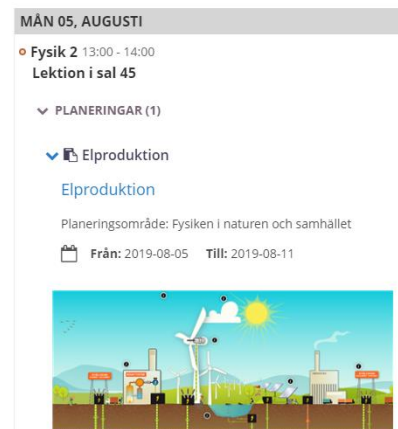 MÅN 05, AUGUSTI
Fysik 2 13:00 - 14:00
Lektion i sal 45
PLANERINGAR (1)
Elproduktion
Elproduktion
Planeringsområde: Fysiken i naturen och samhället
Från: 2019-08-05 Till: 2019-08-11